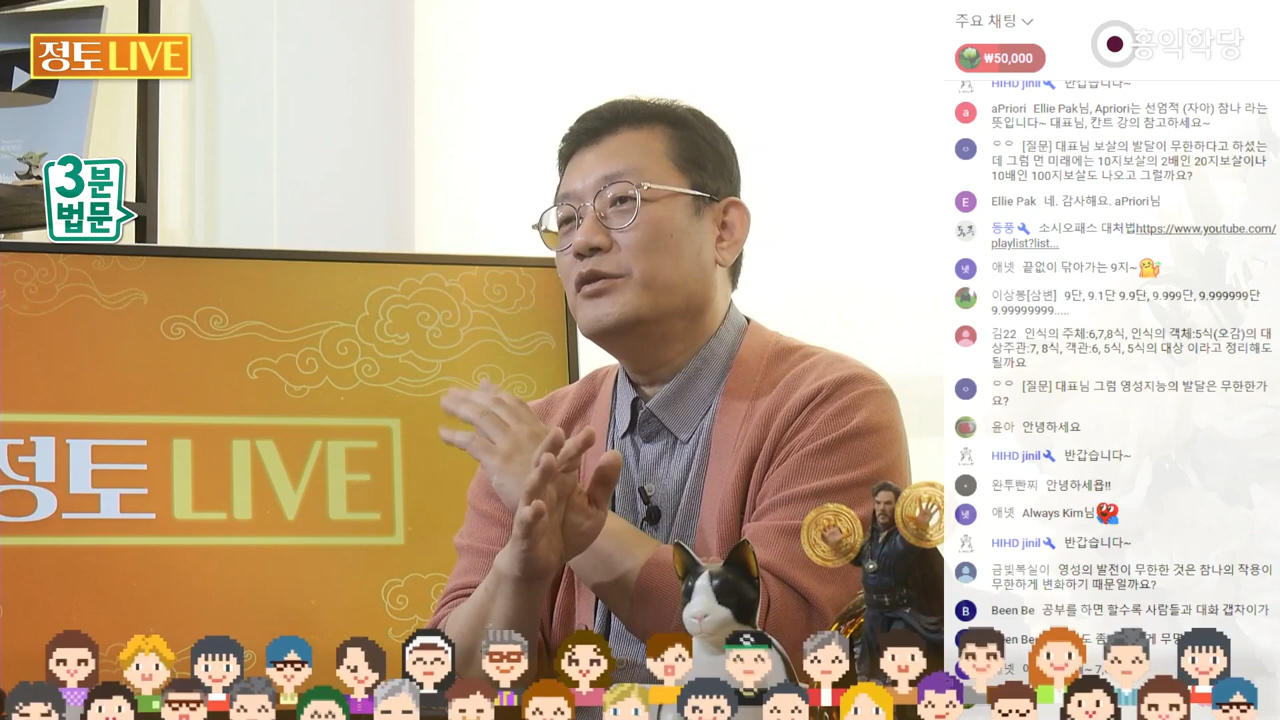 정토 LIVE
3분
법문
정토 LIVE
주요 채팅
홍익학당
₩50,000
HIHD jinil 반갑습니다~
aPriori Ellie Pak님, Apriori는 선험적 (자아) 참나 라는
뜻입니다~ 대표님, 칸트 강의 참고하세요~
ㅇㅇ [질문] 대표님 보살의 발달이 무한하다고 하셨는
데 그럼 먼 미래에는 10지보살의 2배인 20지보살이나
10배인 100지보살도 나오고 그럴까요?
Ellie Pak 네. 감사해요. aPriori님
동풍 소시오패스 대처법https://www.youtube.com/
playlist?list...
애넷 끝없이 닦아가는 9지~
이상통[삼변] 9단, 9.1단 9.9단, 9.999단, 9.999999단
9.99999999.....
김22 인식의 주체:6,7,8식, 인식의 객체:5식(오감)의 대
상주관:7, 8식, 객관:6, 5식, 5식의 대상 이라고 정리해도
될까요
ㅇㅇ [질문] 대표님 그럼 영성지능의 발달은 무한한가
요?
윤아 안녕하세요
HIHD jinil 반갑습니다~
완투빤찌 안녕하세욥!!
애넷 Always Kim님
HIHD jinil 반갑습니다~
금빛복실이 영성의 발전이 무한한 것은 참나의 작용이
무한하게 변화하기 때문일까요?
Been Be 공부를 하면 할수록 사람들과 대화 갭차이가